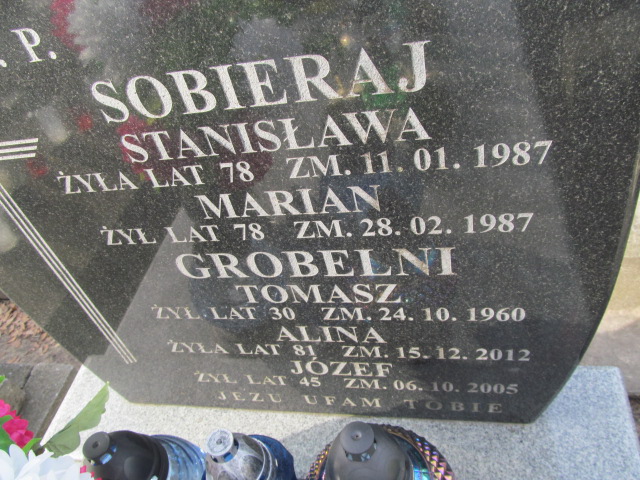 . P.
SOBIERAJ
STANISŁAWA
ŻYŁA LAT 78 ZM. 11. 01. 1987
MARIAN
ŻYŁ LAT 78 ZM. 28. 02. 1987
GROBELNI
TOMASZ
ŻYŁ LAT 30 ZM. 24. 10. 1960
ALINA
ŻYŁA LAT 81 ZM. 15. 12. 2012
JÓZEF
ŻYŁ LAT 45 ZM. 06. 10. 2005
JEZU UFAM TOBIE